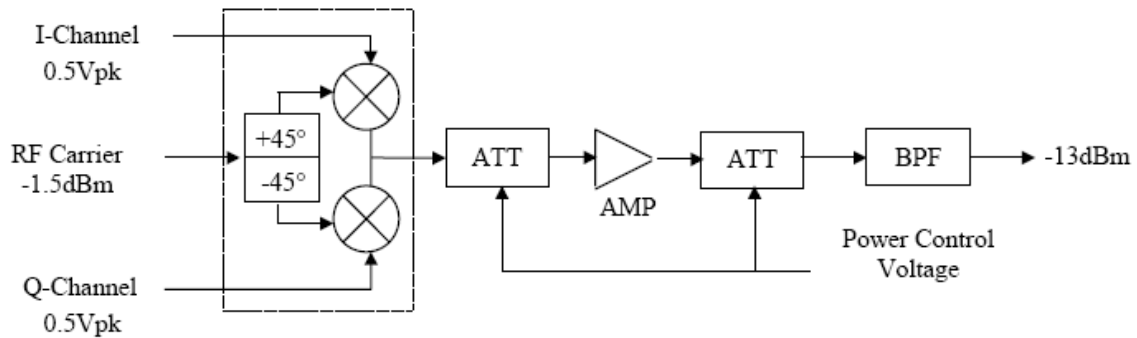 I-Channel
0.5Vpk
RF Carrier
-1.5dBm
+45°
-45°
Q-Channel
0.5Vpk
ATT
AMP
ATT
BPF
-13dBm
Power Control
Voltage